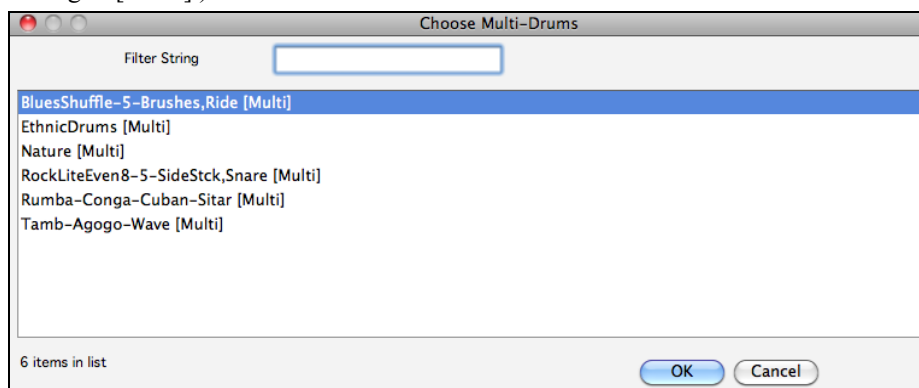 Choose Multi-Drums
Filter String
BluesShuffle-5-Brushes,Ride [Multi]
EthnicDrums [Multi]
Nature [Multi]
RockLiteEven8-5-SideStck,Snare [Multi]
Rumba-Conga-Cuban-Sitar [Multi]
Tamb-Agogo-Wave [Multi]
6 items in list
OK Cancel